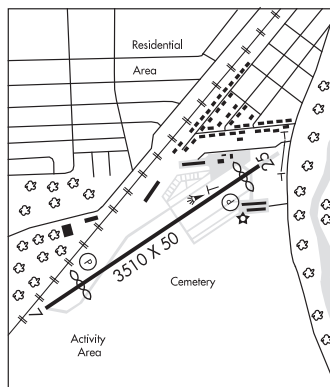 Residential
Area
25
P
P
3510 X 50
Cemetery
7
Activity
Area